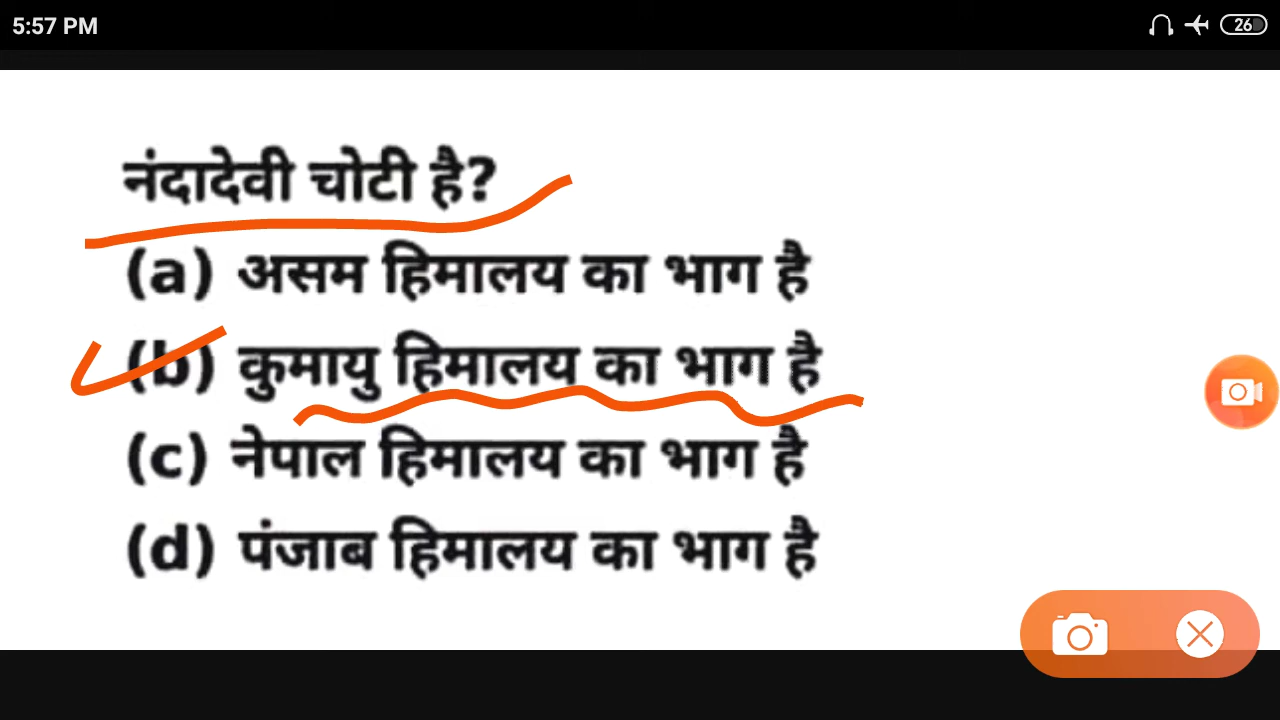 5:57 PM
26
नंदादेवी चोटी है?
(a) असम हिमालय का भाग है
(b) कुमायु हिमालय का भाग है
(c) नेपाल हिमालय का भाग है
(d) पंजाब हिमालय का भाग है